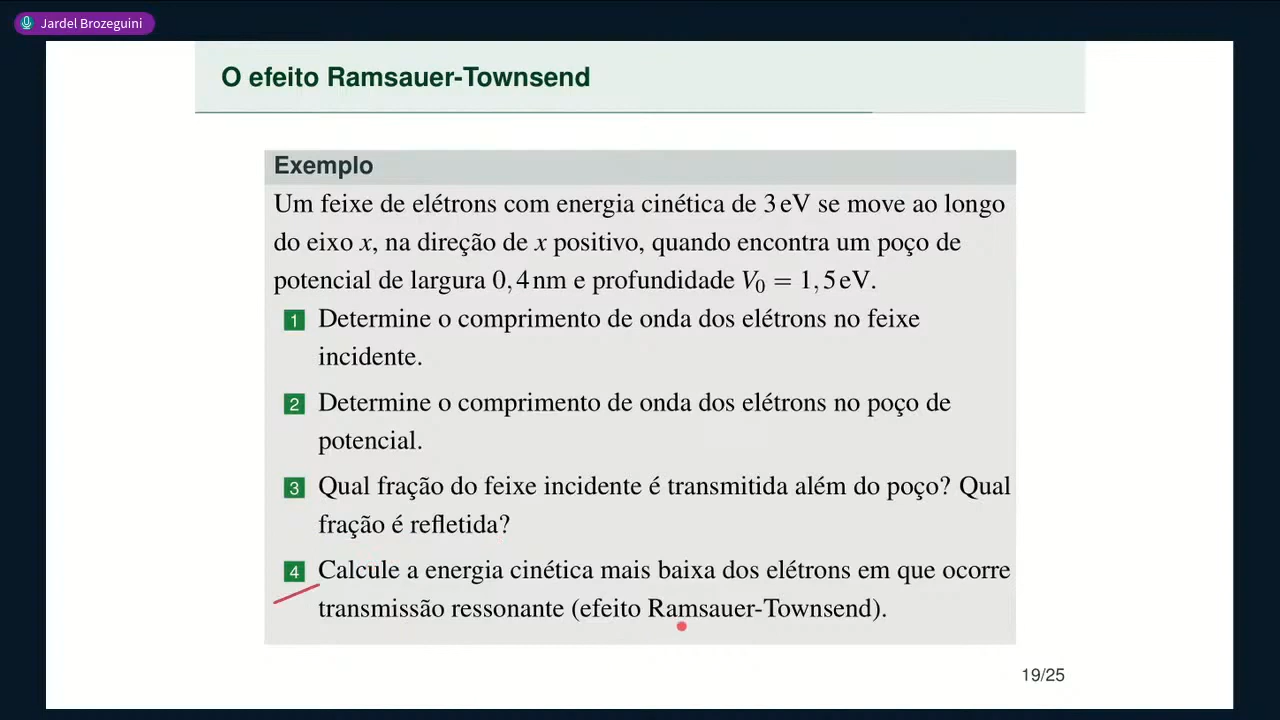 Jardel Brozeguini
O efeito Ramsauer-Townsend
Exemplo
Um feixe de elétrons com energia cinética de 3 eV se move ao longo
do eixo x, na direção de x positivo, quando encontra um poço de
potencial de largura 0,4 nm e profundidade V₀ = 1,5 eV.
1 Determine o comprimento de onda dos elétrons no feixe
incidente.
2 Determine o comprimento de onda dos elétrons no poço de
potencial.
3 Qual fração do feixe incidente é transmitida além do poço? Qual
fração é refletida?
4 Calcule a energia cinética mais baixa dos elétrons em que ocorre
transmissão ressonante (efeito Ramsauer-Townsend).
19/25